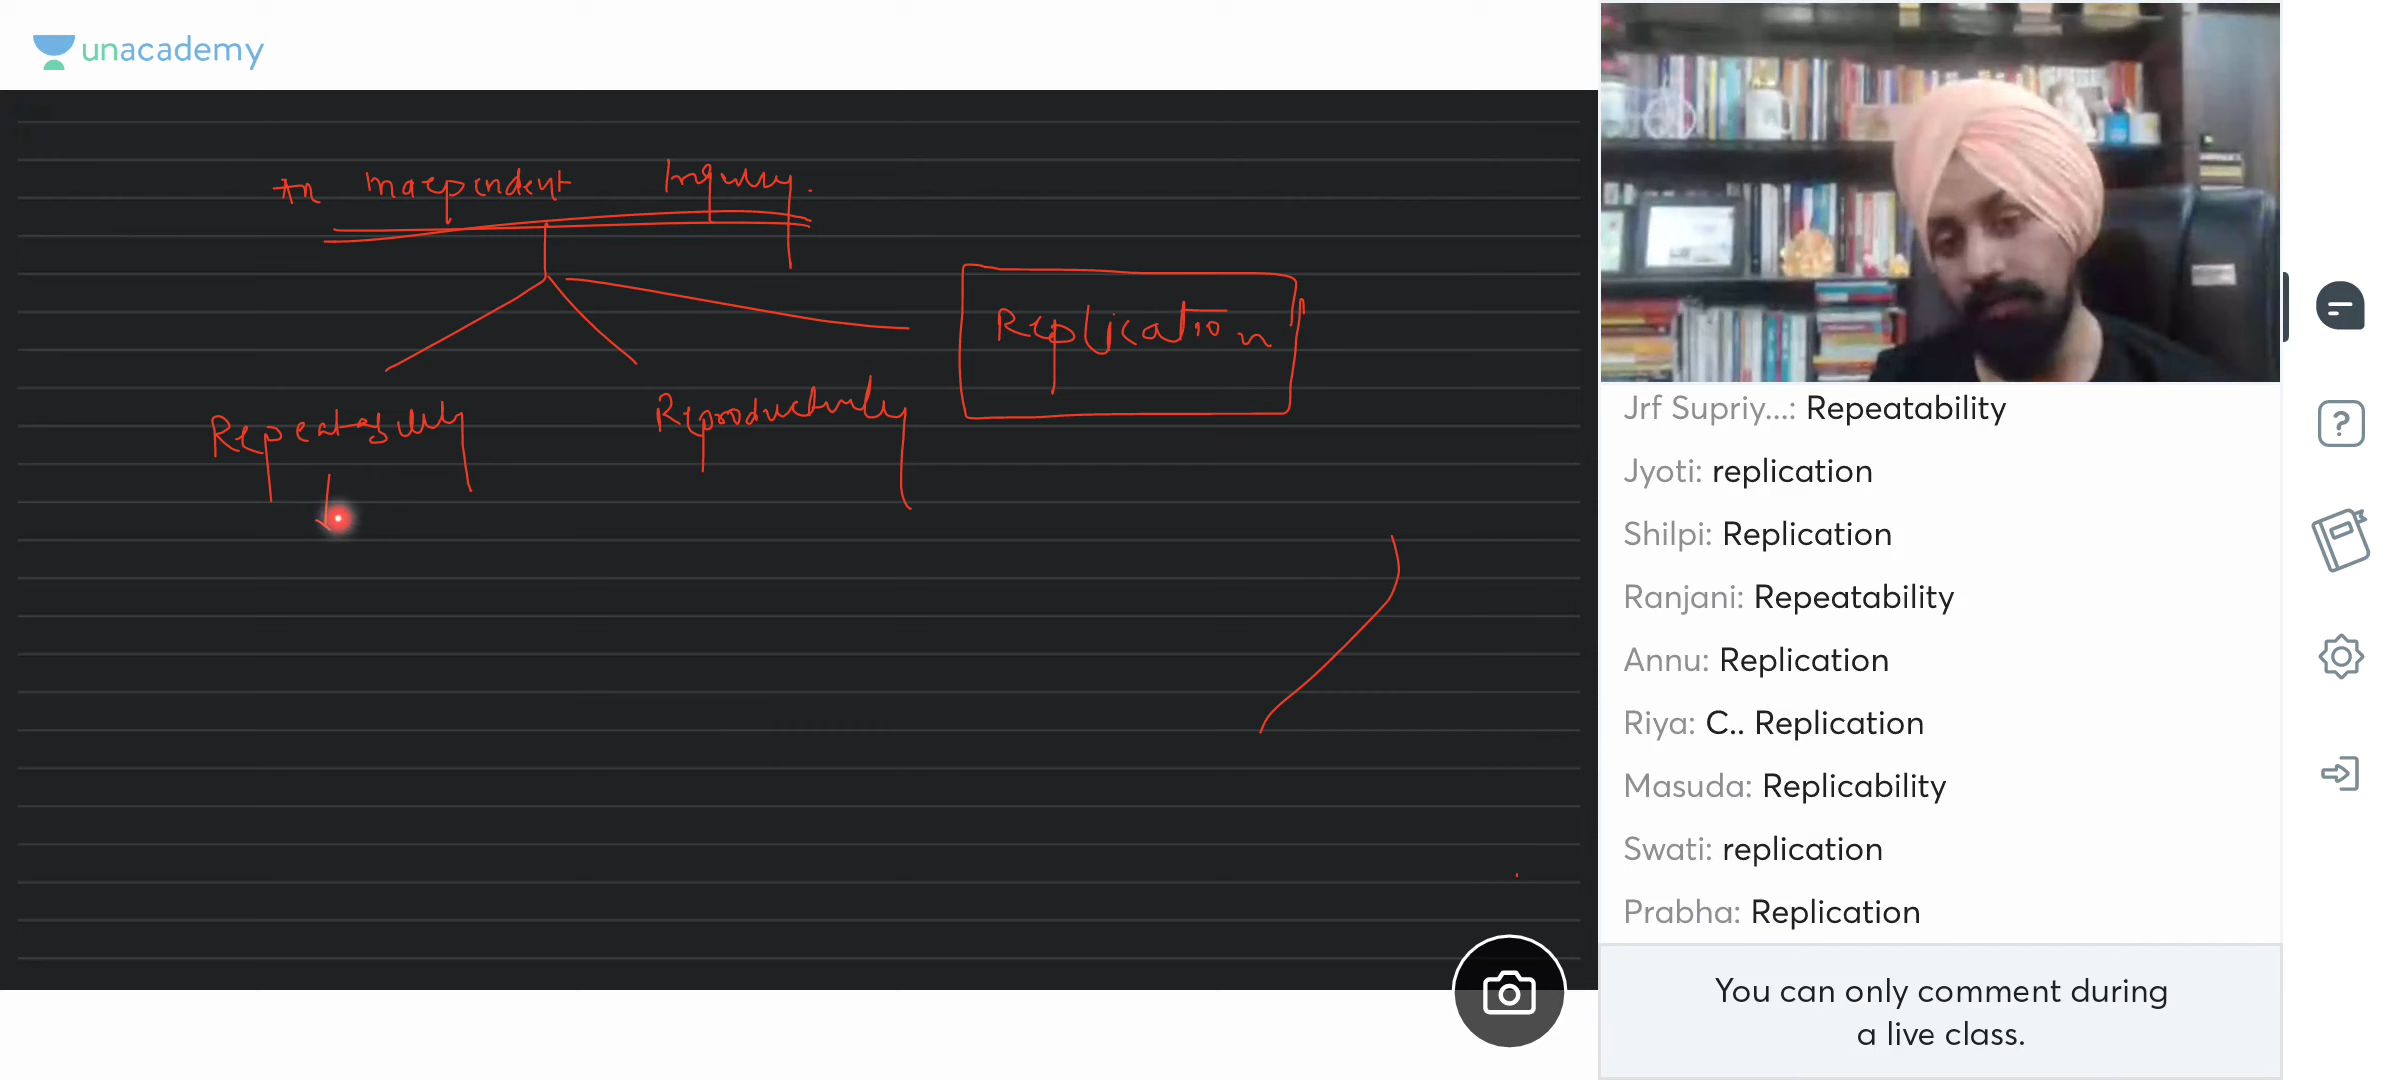 unacademy
An Independent Inquiry.
Replication
Repeatability
Reproductivity
Jrf Supriy...: Repeatability
Jyoti: replication
Shilpi: Replication
Ranjani: Repeatability
Annu: Replication
Riya: C.. Replication
Masuda: Replicability
Swati: replication
Prabha: Replication
You can only comment during
a live class.